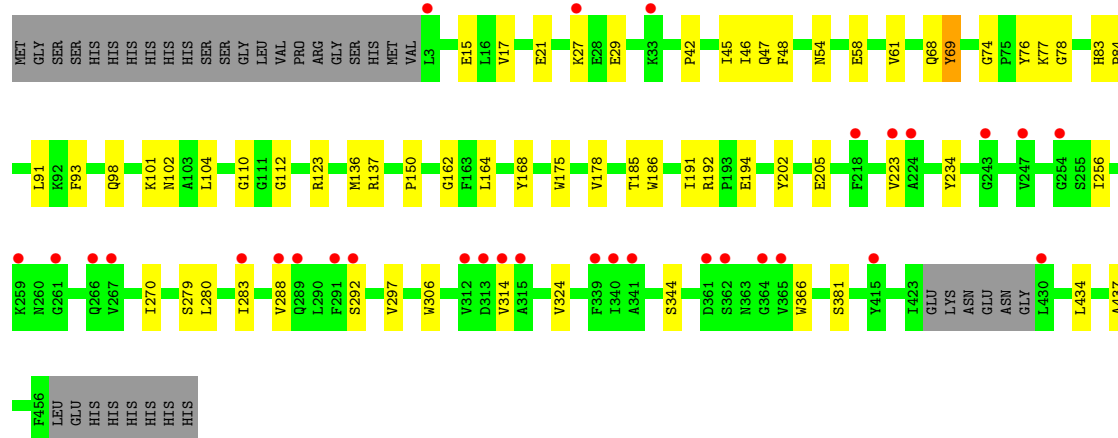 MET GLY SER SER HIS HIS HIS HIS HIS HIS SER SER GLY LEU VAL PRO ARG GLY SER HIS MET VAL L3 E15 L16 V17 E21 K27 E28 E29 K33 P42 I45 I46 Q47 F48 N54 E58 V61 Q68 Y69 G74 P75 Y76 K77 G78 H83
L91 K92 F93 Q98 K101 N102 A103 L104 G110 G111 G112 R123 M136 R137 P150 G162 F163 L164 Y168 W175 V178 T185 W186 I191 R192 P193 E194 Y202 E205 F218 V223 A224 Y234 G243 V247 G254 S255 I256
K259 N260 G261 Q266 V267 I270 S279 L280 I283 V288 Q289 L290 F291 S292 V297 W306 V312 D313 V314 A315 V324 F339 I340 A341 S344 D361 S362 N363 G364 V365 W366 S381 Y415 I423 GLU LYS ASN GLU ASN GLY L430 L434 A437
F456 LEU GLU HIS HIS HIS HIS HIS HIS